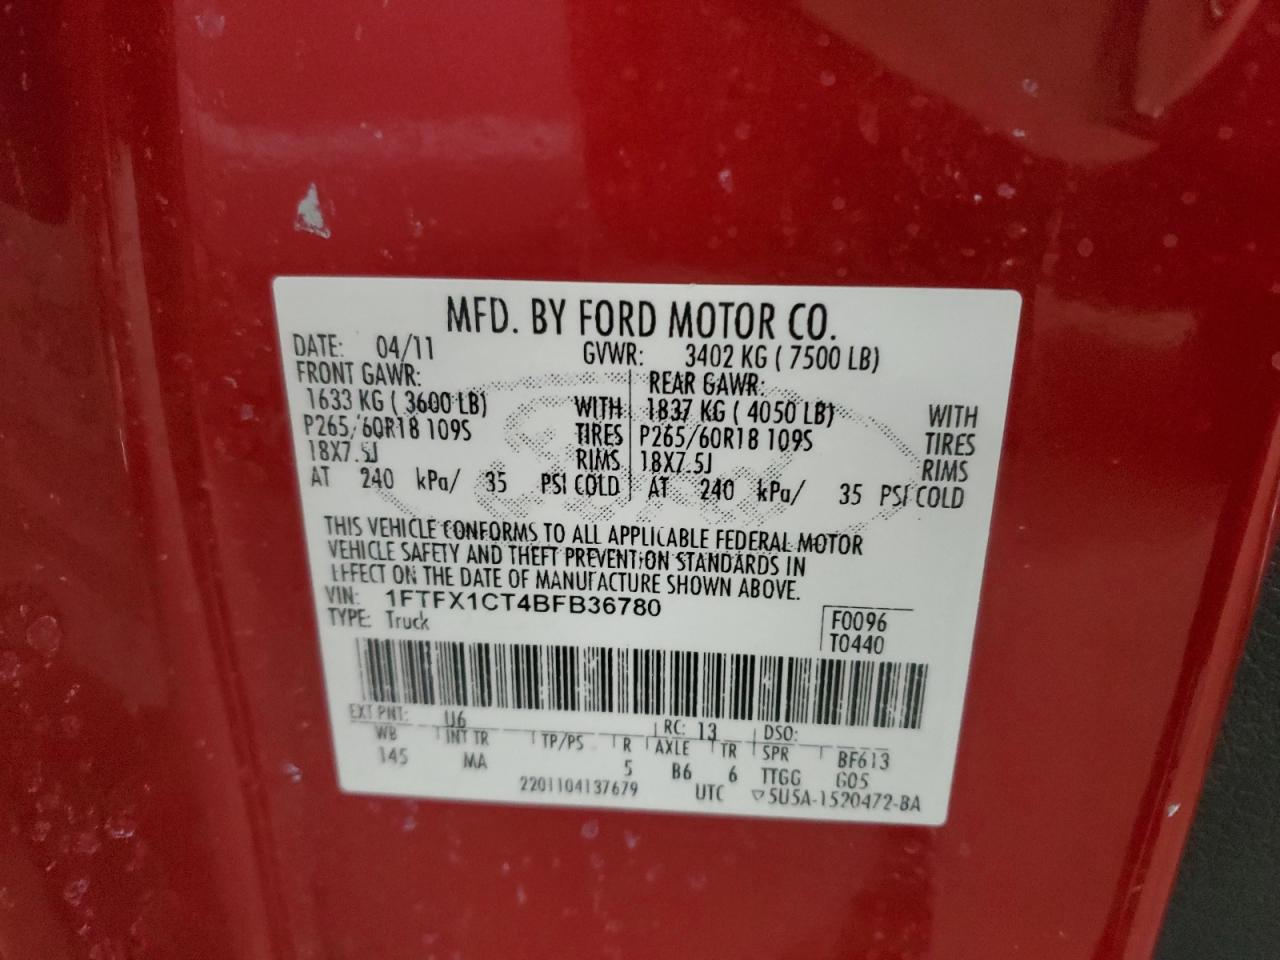 MFD. BY FORD MOTOR CO.
DATE: 04/11 GVWR: 3402 KG ( 7500 LB)
FRONT GAWR: REAR GAWR:
1633 KG ( 3600 LB) WITH 1837 KG ( 4050 LB) WITH
P265/60R18 109S TIRES P265/60R18 109S TIRES
18X7.5J RIMS 18X7.5J RIMS
AT 240 kPa/ 35 PSI COLD AT 240 kPa/ 35 PSI COLD
THIS VEHICLE CONFORMS TO ALL APPLICABLE FEDERAL MOTOR
VEHICLE SAFETY AND THEFT PREVENTION STANDARDS IN
EFFECT ON THE DATE OF MANUFACTURE SHOWN ABOVE.
VIN: 1FTFX1CT4BFB36780 F0096
TYPE: Truck T0440
EXT PNT: U6 RC: 13 DSO:
WB INT TR TP/PS R AXLE TR SPR BF613
145 MA 5 B6 6 TTGG G05
2201104137679 UTC ▽5U5A-1520472-BA